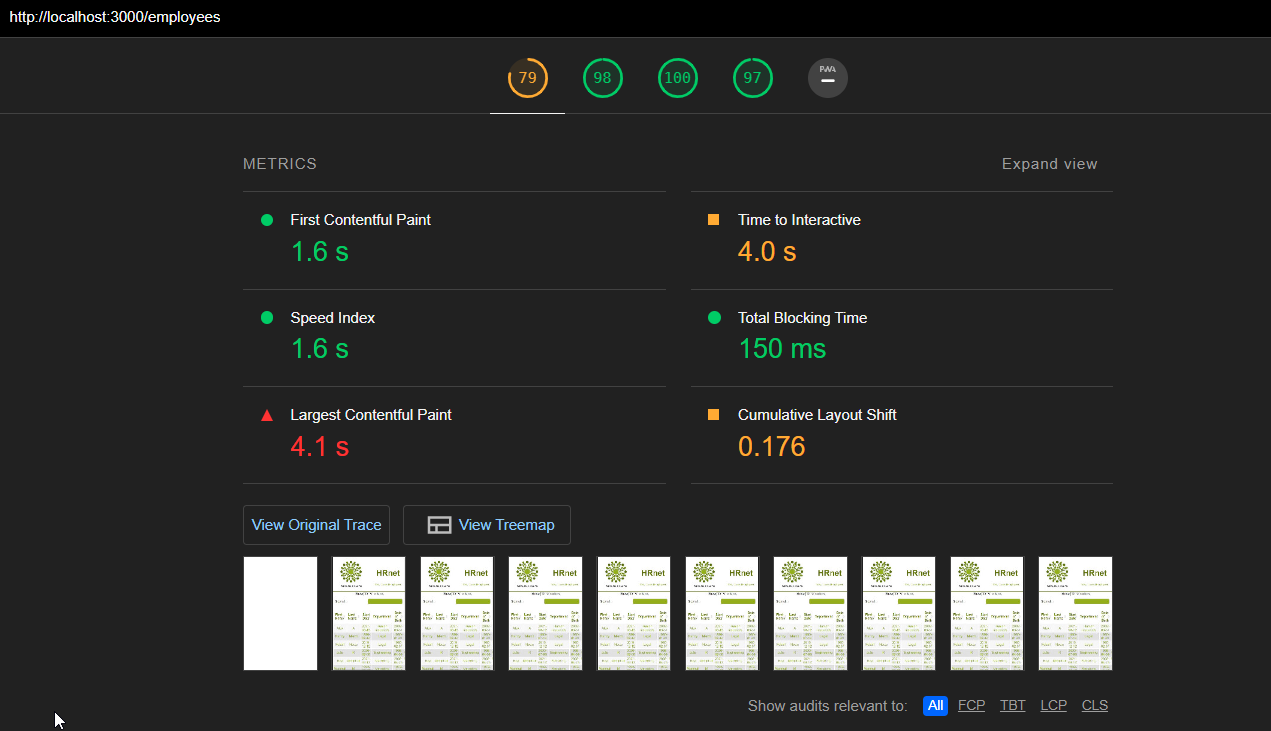 http://localhost:3000/employees
79 98 100 97 PWA
METRICS Expand view
First Contentful Paint Time to Interactive
1.6 s 4.0 s
Speed Index Total Blocking Time
1.6 s 150 ms
Largest Contentful Paint Cumulative Layout Shift
4.1 s 0.176
View Original Trace View Treemap
HRnet HRnet HRnet HRnet HRnet HRnet HRnet HRnet HRnet
Show audits relevant to: All FCP TBT LCP CLS